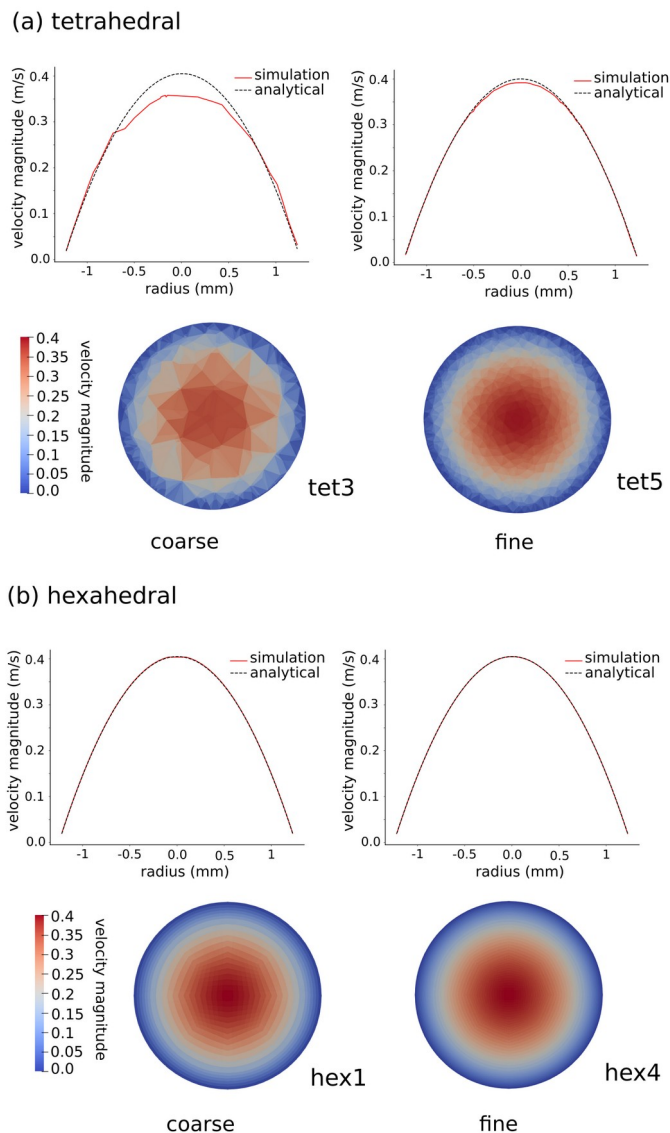 (a) tetrahedral
velocity magnitude (m/s)
0.4
0.3
0.2
0.1
0.0
-1
-0.5
0.0
0.5
1
radius (mm)
simulation
analytical
velocity magnitude (m/s)
0.4
0.3
0.2
0.1
0.0
-1
-0.5
0.0
0.5
1
radius (mm)
simulation
analytical
0.4
0.35
0.3
0.25
0.2
0.15
0.1
0.05
0.0
velocity magnitude
tet3
tet5
coarse
fine
(b) hexahedral
velocity magnitude (m/s)
0.4
0.3
0.2
0.1
0.0
-1
-0.5
0.0
0.5
1
radius (mm)
simulation
analytical
velocity magnitude (m/s)
0.4
0.3
0.2
0.1
0.0
-1
-0.5
0.0
0.5
1
radius (mm)
simulation
analytical
0.4
0.35
0.3
0.25
0.2
0.15
0.1
0.05
0.0
velocity magnitude
hex1
hex4
coarse
fine